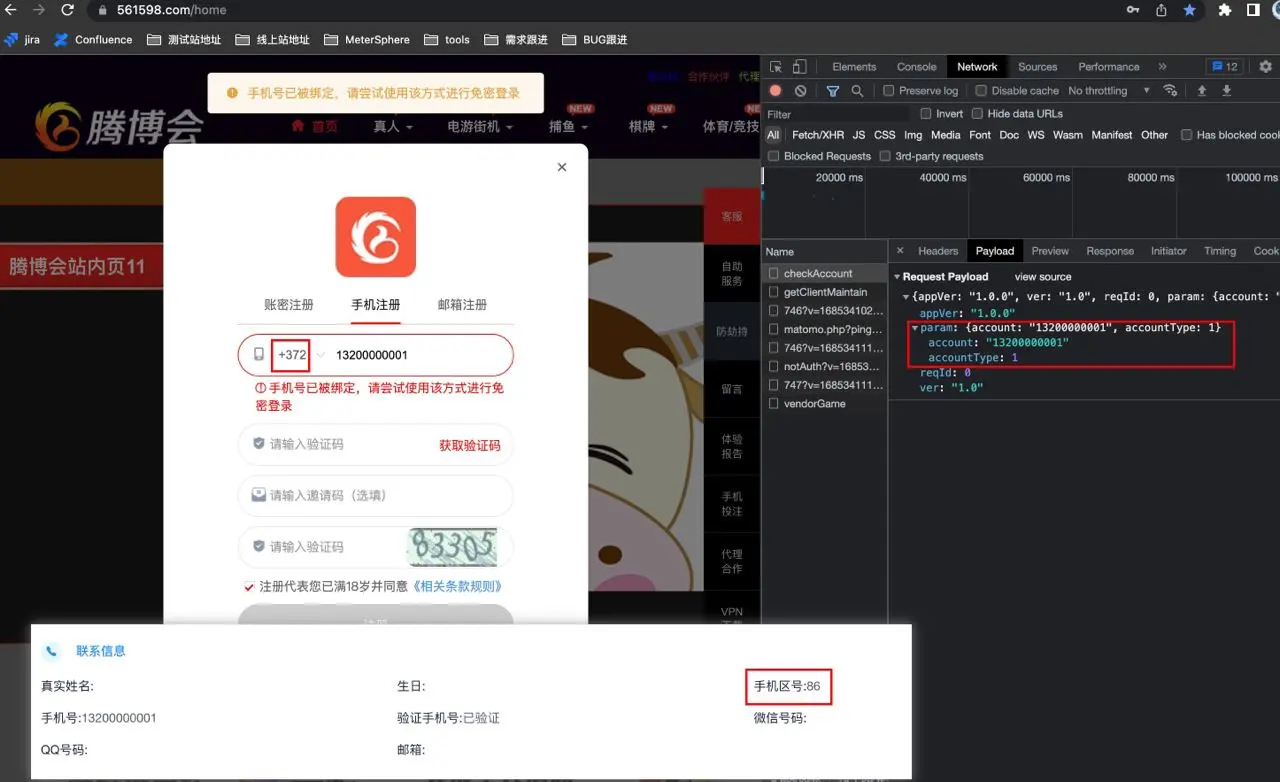 561598.com/home
jira
Confluence
测试站地址
线上站地址
MeterSphere
tools
需求跟进
BUG跟进
手机号已被绑定，请尝试使用该方式进行免密登录
合作伙伴
代理
腾博会
首页
真人
电游街机
NEW
捕鱼
NEW
棋牌
NE
体育/竞技
腾博会站内页11
账密注册
手机注册
邮箱注册
+372
13200000001
手机号已被绑定，请尝试使用该方式进行免
密登录
请输入验证码
获取验证码
请输入邀请码（选填）
请输入验证码
83305
注册代表您已满18岁并同意《相关条款规则》
注册
客服
自助
服务
防劫持
留言
体验
报告
手机
投注
代理
合作
VPN
Elements
Console
Network
Sources
Performance
»
12
Preserve log
Disable cache
No throttling
Filter
Invert
Hide data URLs
All
Fetch/XHR
JS
CSS
Img
Media
Font
Doc
WS
Wasm
Manifest
Other
Has blocked cook
Blocked Requests
3rd-party requests
20000 ms
40000 ms
60000 ms
80000 ms
100000 ms
Name
checkAccount
getClientMaintain
746?v=168534102...
matomo.php?ping...
746?v=168534111...
notAuth?v=16853...
747?v=168534111...
vendorGame
Headers
Payload
Preview
Response
Initiator
Timing
Cook
Request Payload
view source
{appVer: "1.0.0", ver: "1.0", reqId: 0, param: {account: "
appVer: "1.0.0"
param: {account: "13200000001", accountType: 1}
account: "13200000001"
accountType: 1
reqId: 0
ver: "1.0"
联系信息
真实姓名:
生日:
手机区号:86
手机号:13200000001
验证手机号:已验证
微信号码:
QQ号码:
邮箱: